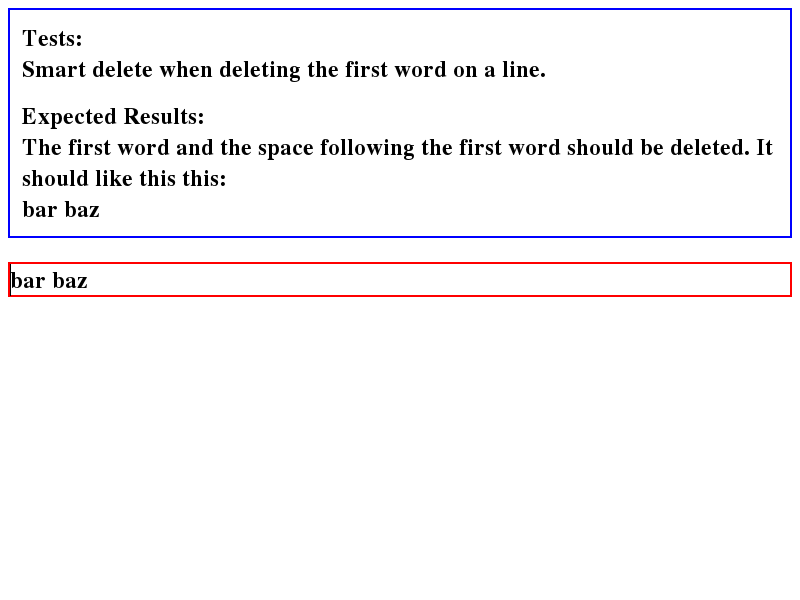 Tests:
Smart delete when deleting the first word on a line.
Expected Results:
The first word and the space following the first word should be deleted. It
should like this this:
bar baz
bar baz